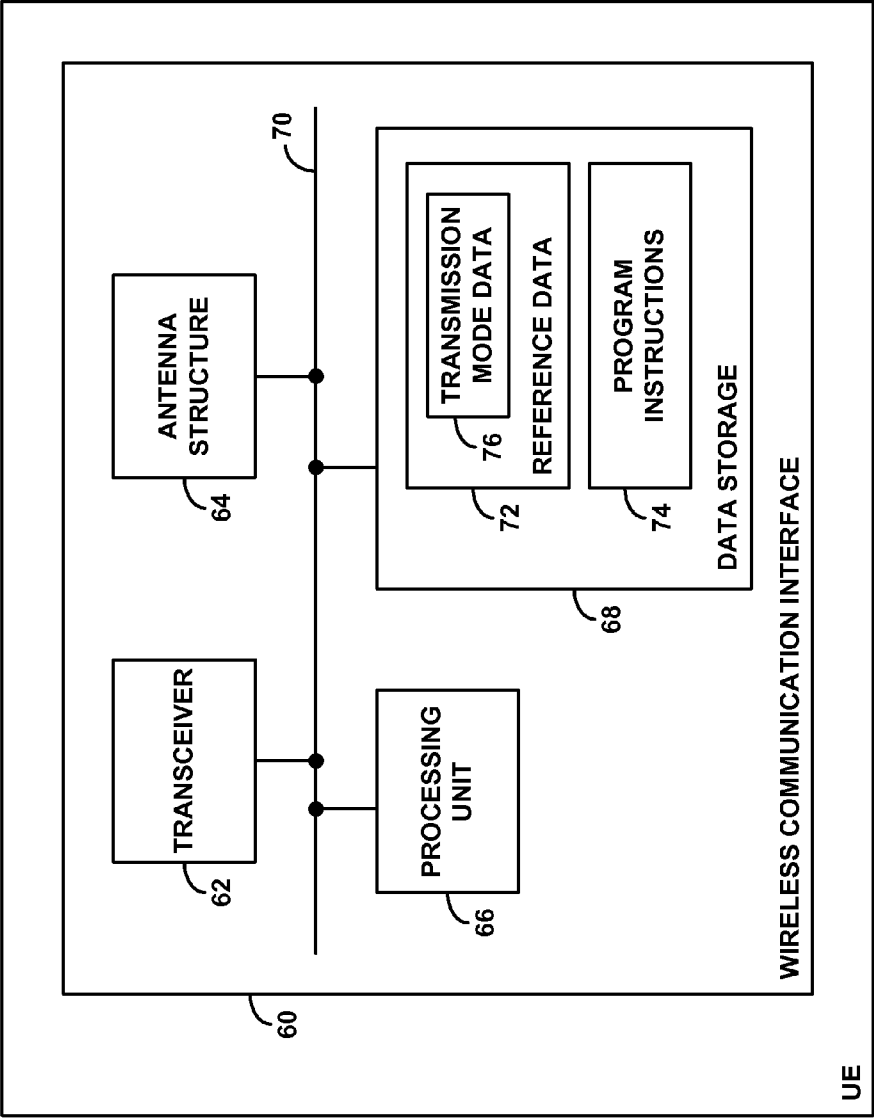 TRANSCEIVER
62
ANTENNA
STRUCTURE
64
70
PROCESSING
UNIT
66
TRANSMISSION
MODE DATA
76
REFERENCE DATA
72
PROGRAM
INSTRUCTIONS
74
DATA STORAGE
68
WIRELESS COMMUNICATION INTERFACE
60
UE